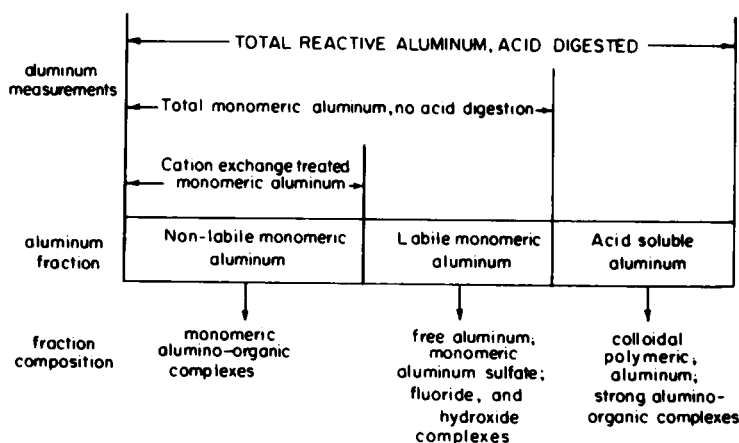 TOTAL REACTIVE ALUMINUM, ACID DIGESTED
aluminum
measurements
Total monomeric aluminum, no acid digestion
Cation exchange treated
monomeric aluminum
aluminum
fraction
Non-labile monomeric
aluminum
Labile monomeric
aluminum
Acid soluble
aluminum
fraction
composition
monomeric
alumino-organic
complexes
free aluminum;
monomeric
aluminum sulfate;
fluoride, and
hydroxide
complexes
colloidal
polymeric;
aluminum;
strong alumino-
organic complexes